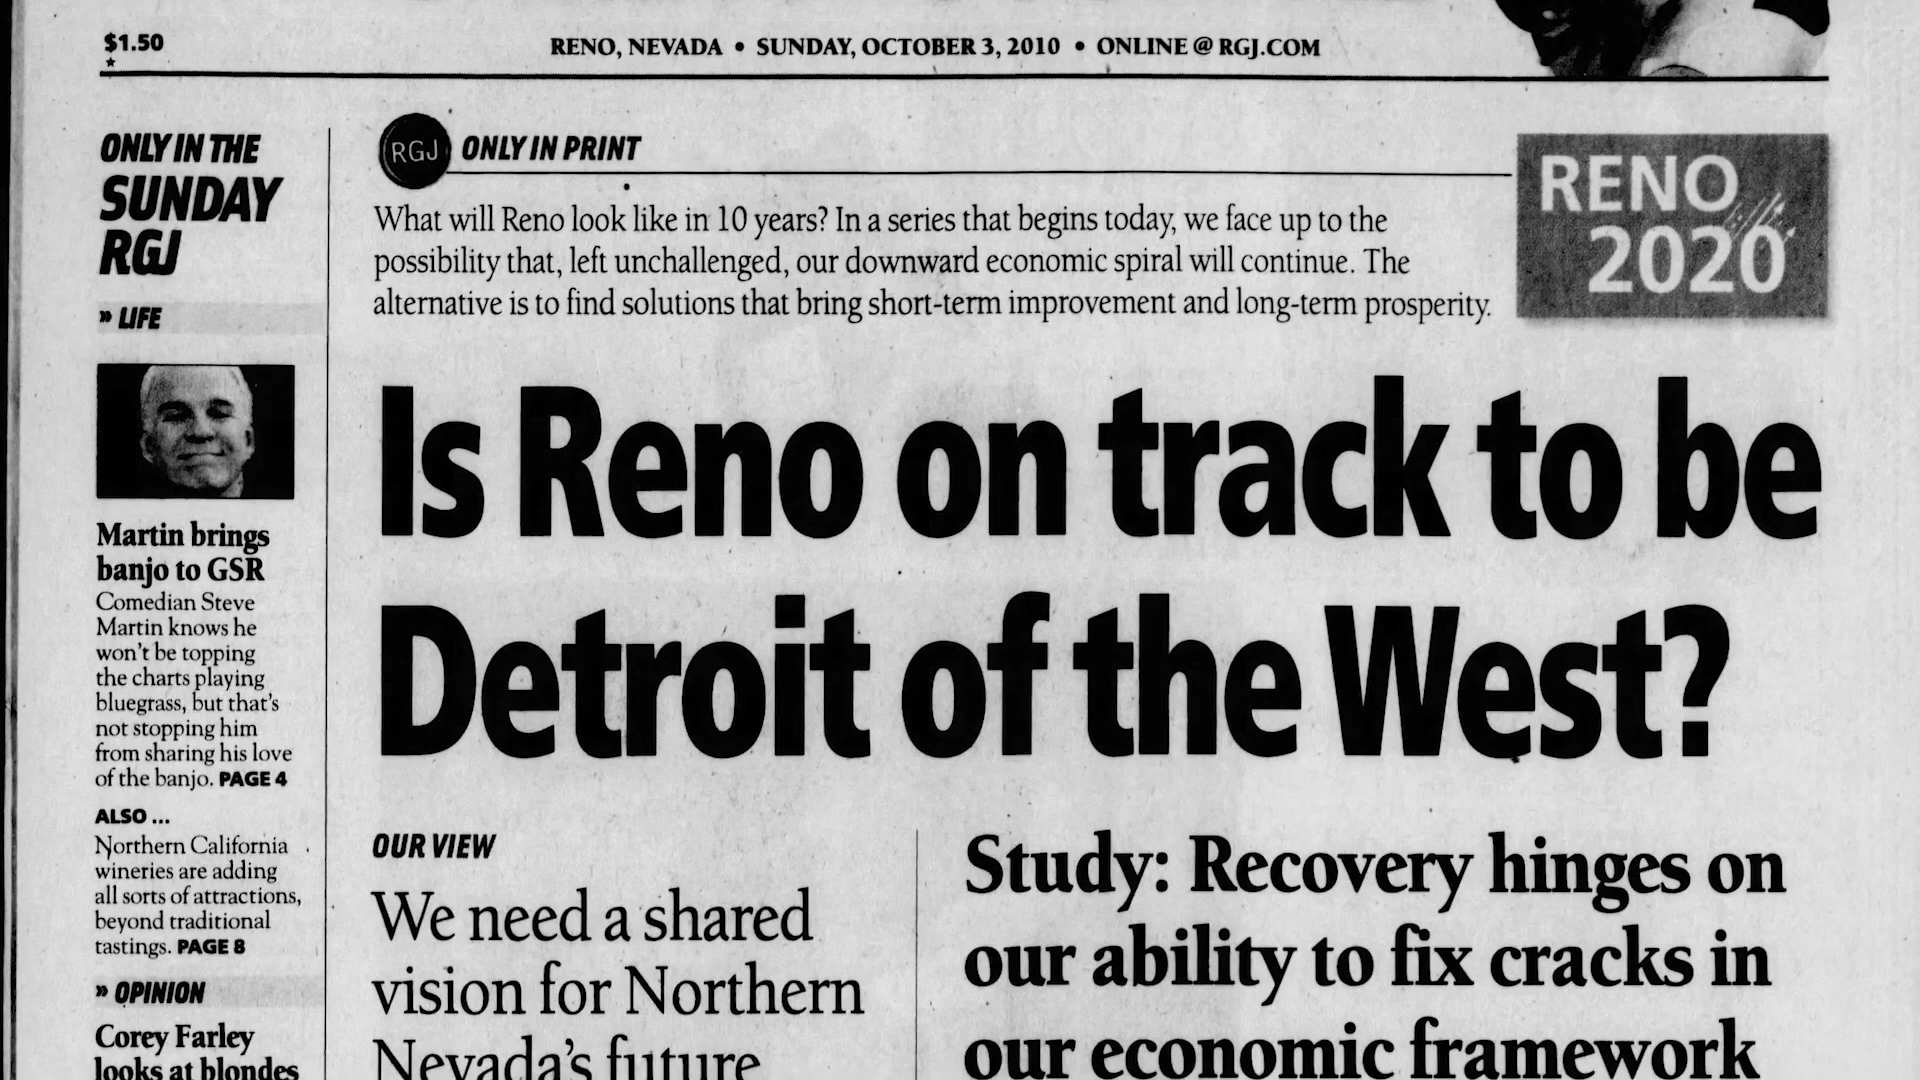 $1.50
RENO, NEVADA • SUNDAY, OCTOBER 3, 2010 • ONLINE @ RGJ.COM
ONLY IN THE
SUNDAY
RGJ
» LIFE
Martin brings
banjo to GSR
Comedian Steve
Martin knows he
won't be topping
the charts playing
bluegrass, but that's
not stopping him
from sharing his love
of the banjo. PAGE 4
ALSO ...
Northern California
wineries are adding
all sorts of attractions,
beyond traditional
tastings. PAGE 8
» OPINION
Corey Farley
looks at blondes
RGJ ONLY IN PRINT
What will Reno look like in 10 years? In a series that begins today, we face up to the
possibility that, left unchallenged, our downward economic spiral will continue. The
alternative is to find solutions that bring short-term improvement and long-term prosperity.
RENO
2020
Is Reno on track to be
Detroit of the West?
OUR VIEW
We need a shared
vision for Northern
Nevada's future
Study: Recovery hinges on
our ability to fix cracks in
our economic framework